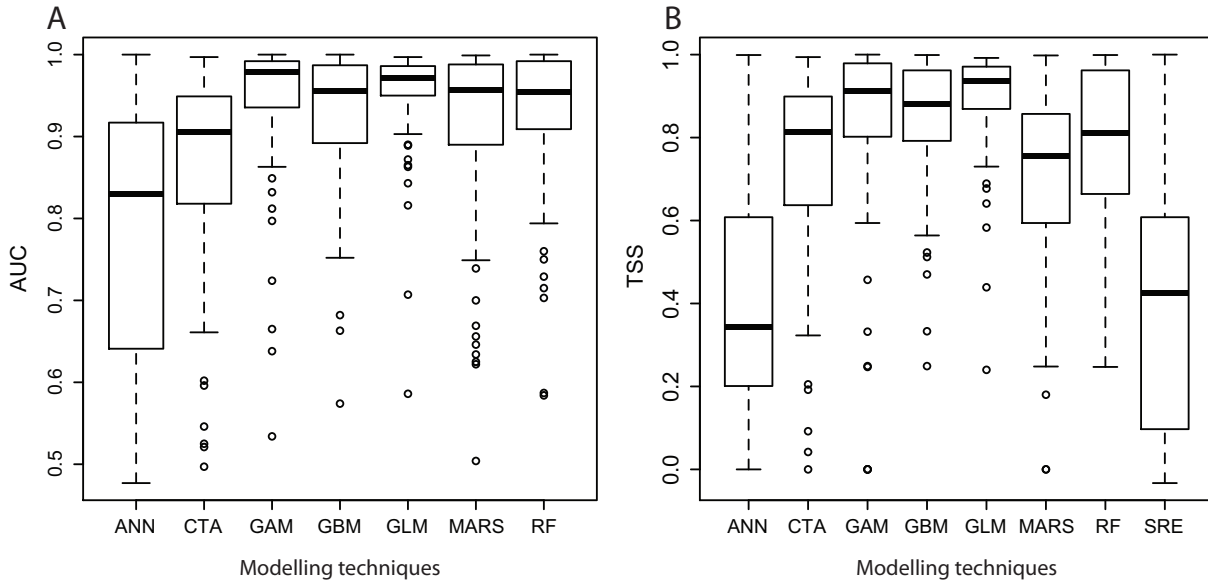 A
AUC
1.0
0.9
0.8
0.7
0.6
0.5
ANN CTA GAM GBM GLM MARS RF
Modelling techniques
B
TSS
1.0
0.8
0.6
0.4
0.2
0.0
ANN CTA GAM GBM GLM MARS RF SRE
Modelling techniques